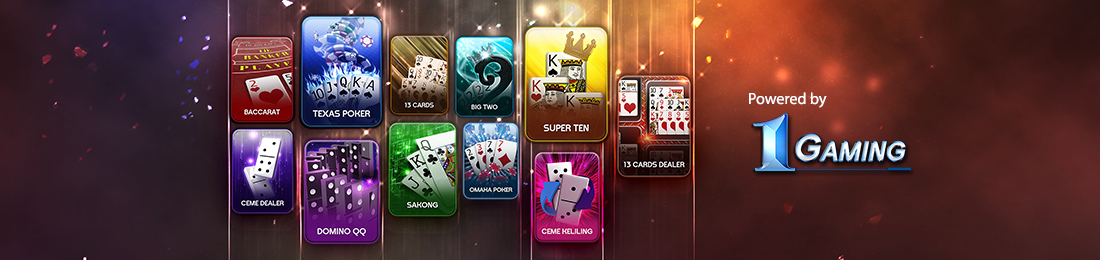 BACCARAT
TEXAS POKER
13 CARDS
BIG TWO
SUPER TEN
13 CARDS DEALER
CEME DEALER
DOMINO QQ
SAKONG
OMAHA POKER
CEME KELILING
Powered by
1 GAMING